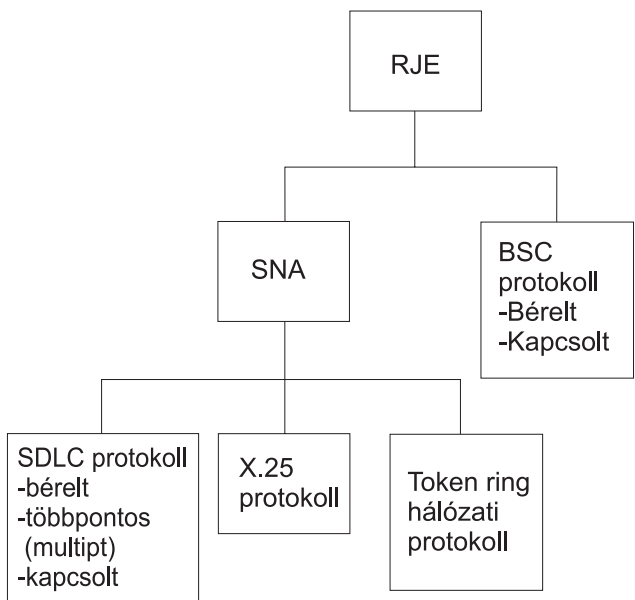 RJE
SNA
BSC
protokoll
-Bérelt
-Kapcsolt
SDLC protokoll
-bérelt
-többpontos
(multipt)
-kapcsolt
X.25
protokoll
Token ring
hálózati
protokoll